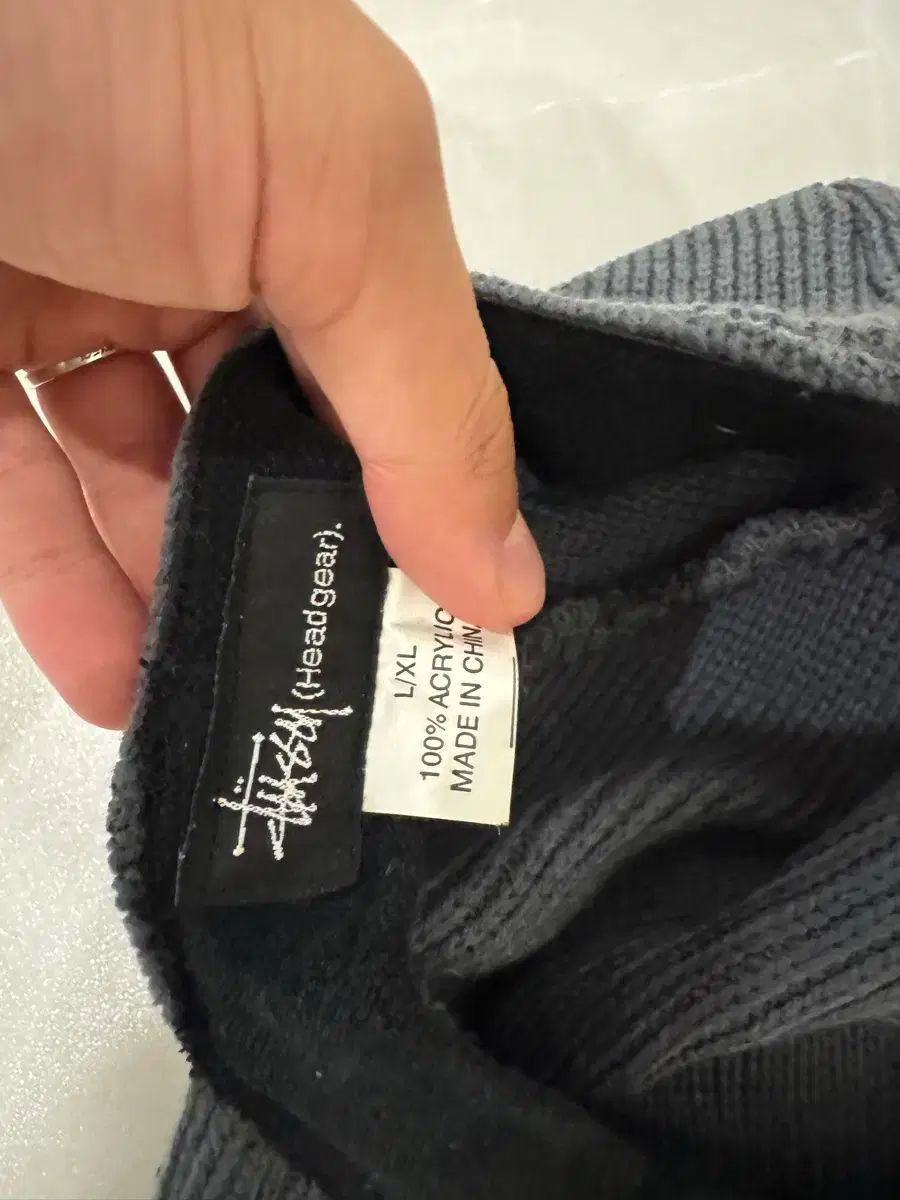 Stüssy (Headgear).
L/XL
100% ACRYLIC
MADE IN CHINA